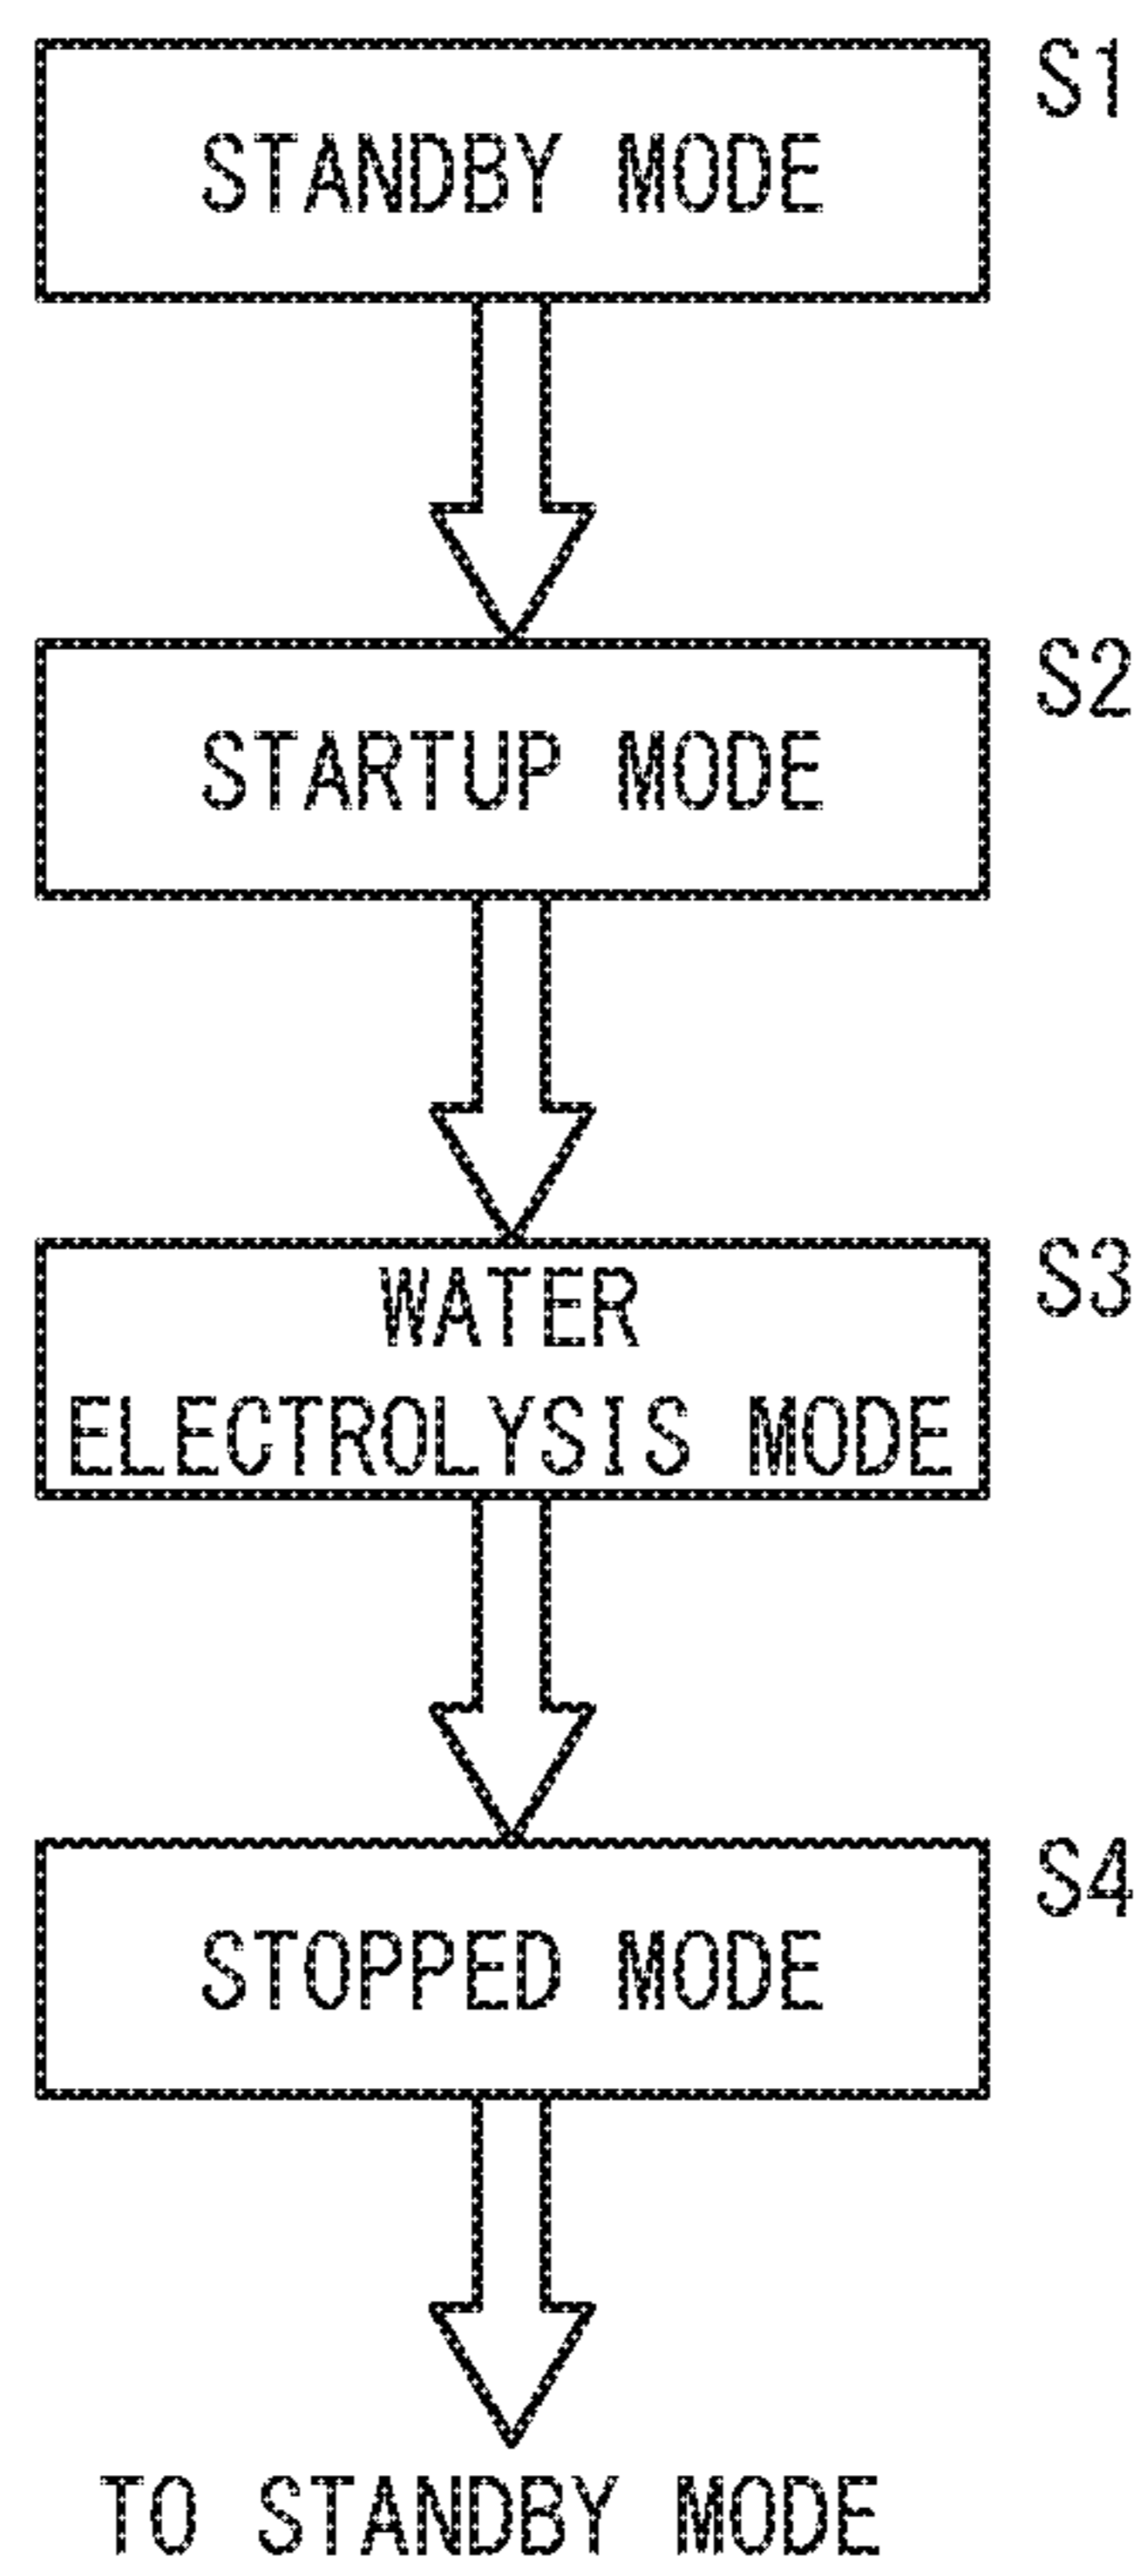 STANDBY MODE
S1
STARTUP MODE
S2
WATER
ELECTROLYSIS MODE
S3
STOPPED MODE
S4
TO STANDBY MODE